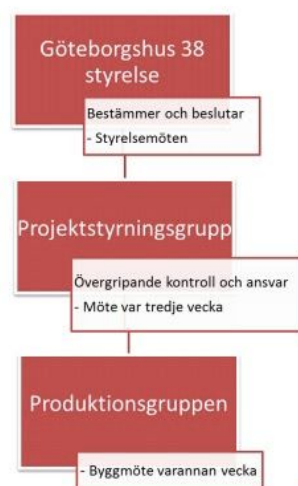 Göteborgshus 38
styrelse
Bestämmer och beslutar
- Styrelsemöten
Projektstyrningsgrupp
Övergripande kontroll och ansvar
- Möte var tredje vecka
Produktionsgruppen
- Byggmöte varannan vecka